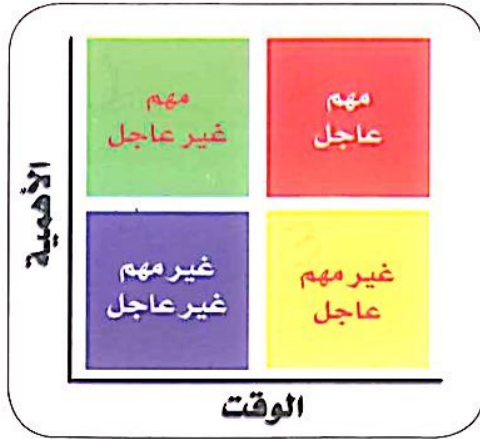 مهم
عاجل
مهم
غير عاجل
غير مهم
عاجل
غير مهم
غير عاجل
الأهمية
الوقت